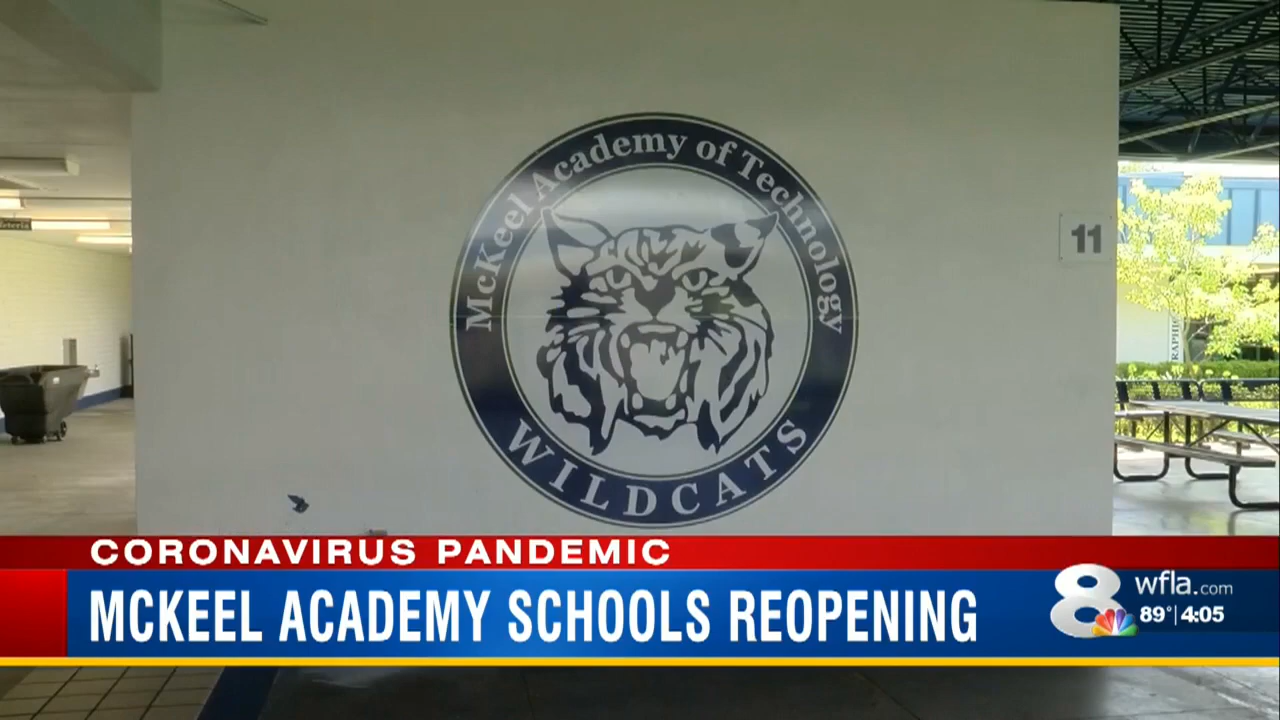 McKeel Academy of Technology
WILDCATS
11
CORONAVIRUS PANDEMIC
MCKEEL ACADEMY SCHOOLS REOPENING
8
wfla.com
89° 4:05